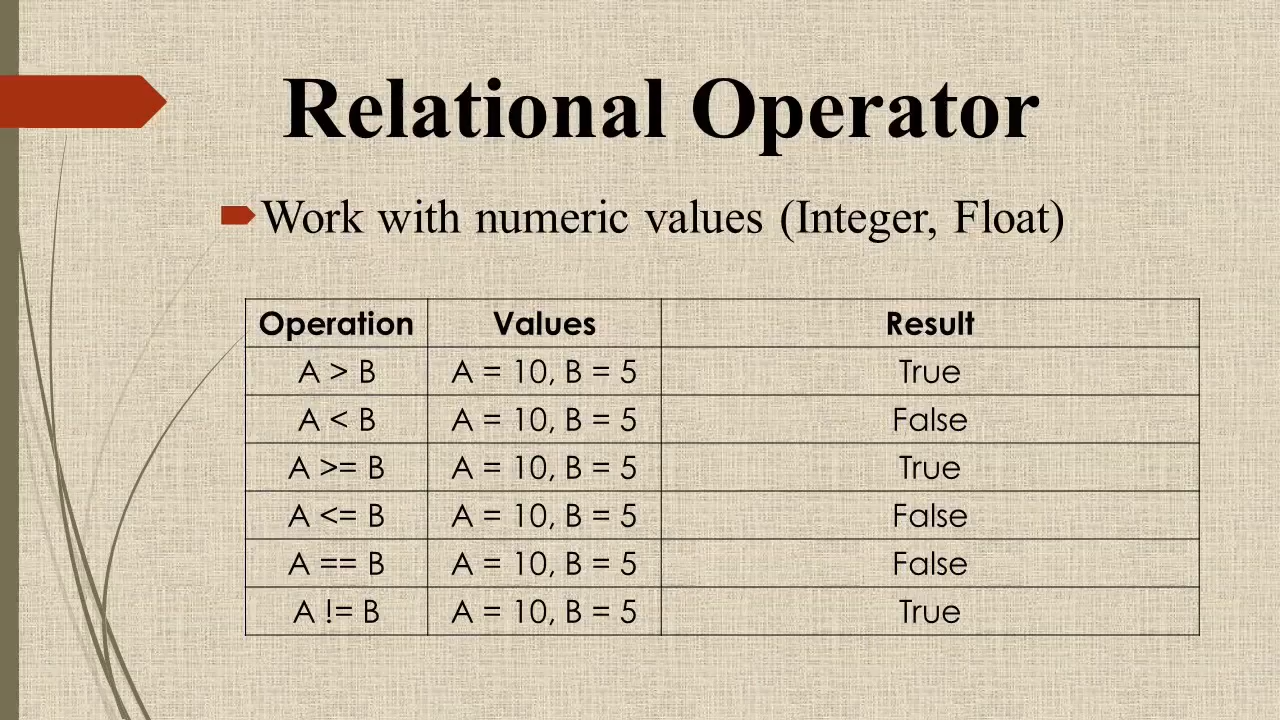 Relational Operator
Work with numeric values (Integer, Float)
Operation Values Result
A > B A = 10, B = 5 True
A < B A = 10, B = 5 False
A >= B A = 10, B = 5 True
A <= B A = 10, B = 5 False
A == B A = 10, B = 5 False
A != B A = 10, B = 5 True